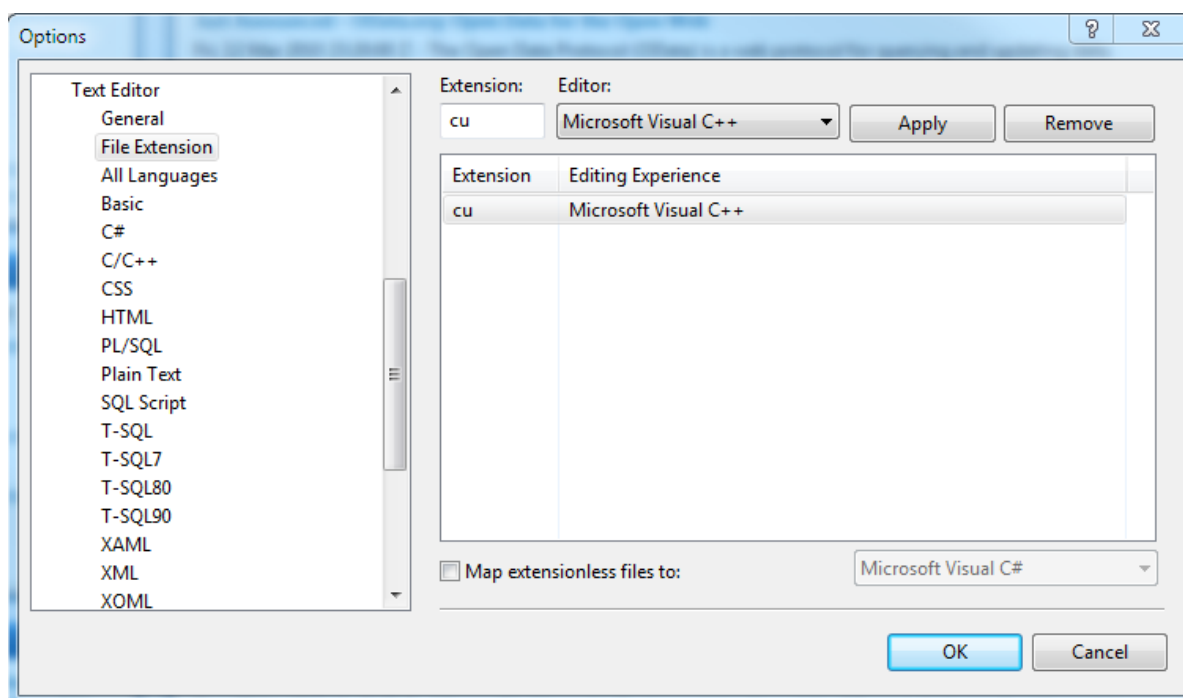 Options
Text Editor
General
File Extension
All Languages
Basic
C#
C/C++
CSS
HTML
PL/SQL
Plain Text
SQL Script
T-SQL
T-SQL7
T-SQL80
T-SQL90
XAML
XML
XOML
Extension: Editor:
cu Microsoft Visual C++ Apply Remove
Extension Editing Experience
cu Microsoft Visual C++
Map extensionless files to: Microsoft Visual C#
OK Cancel